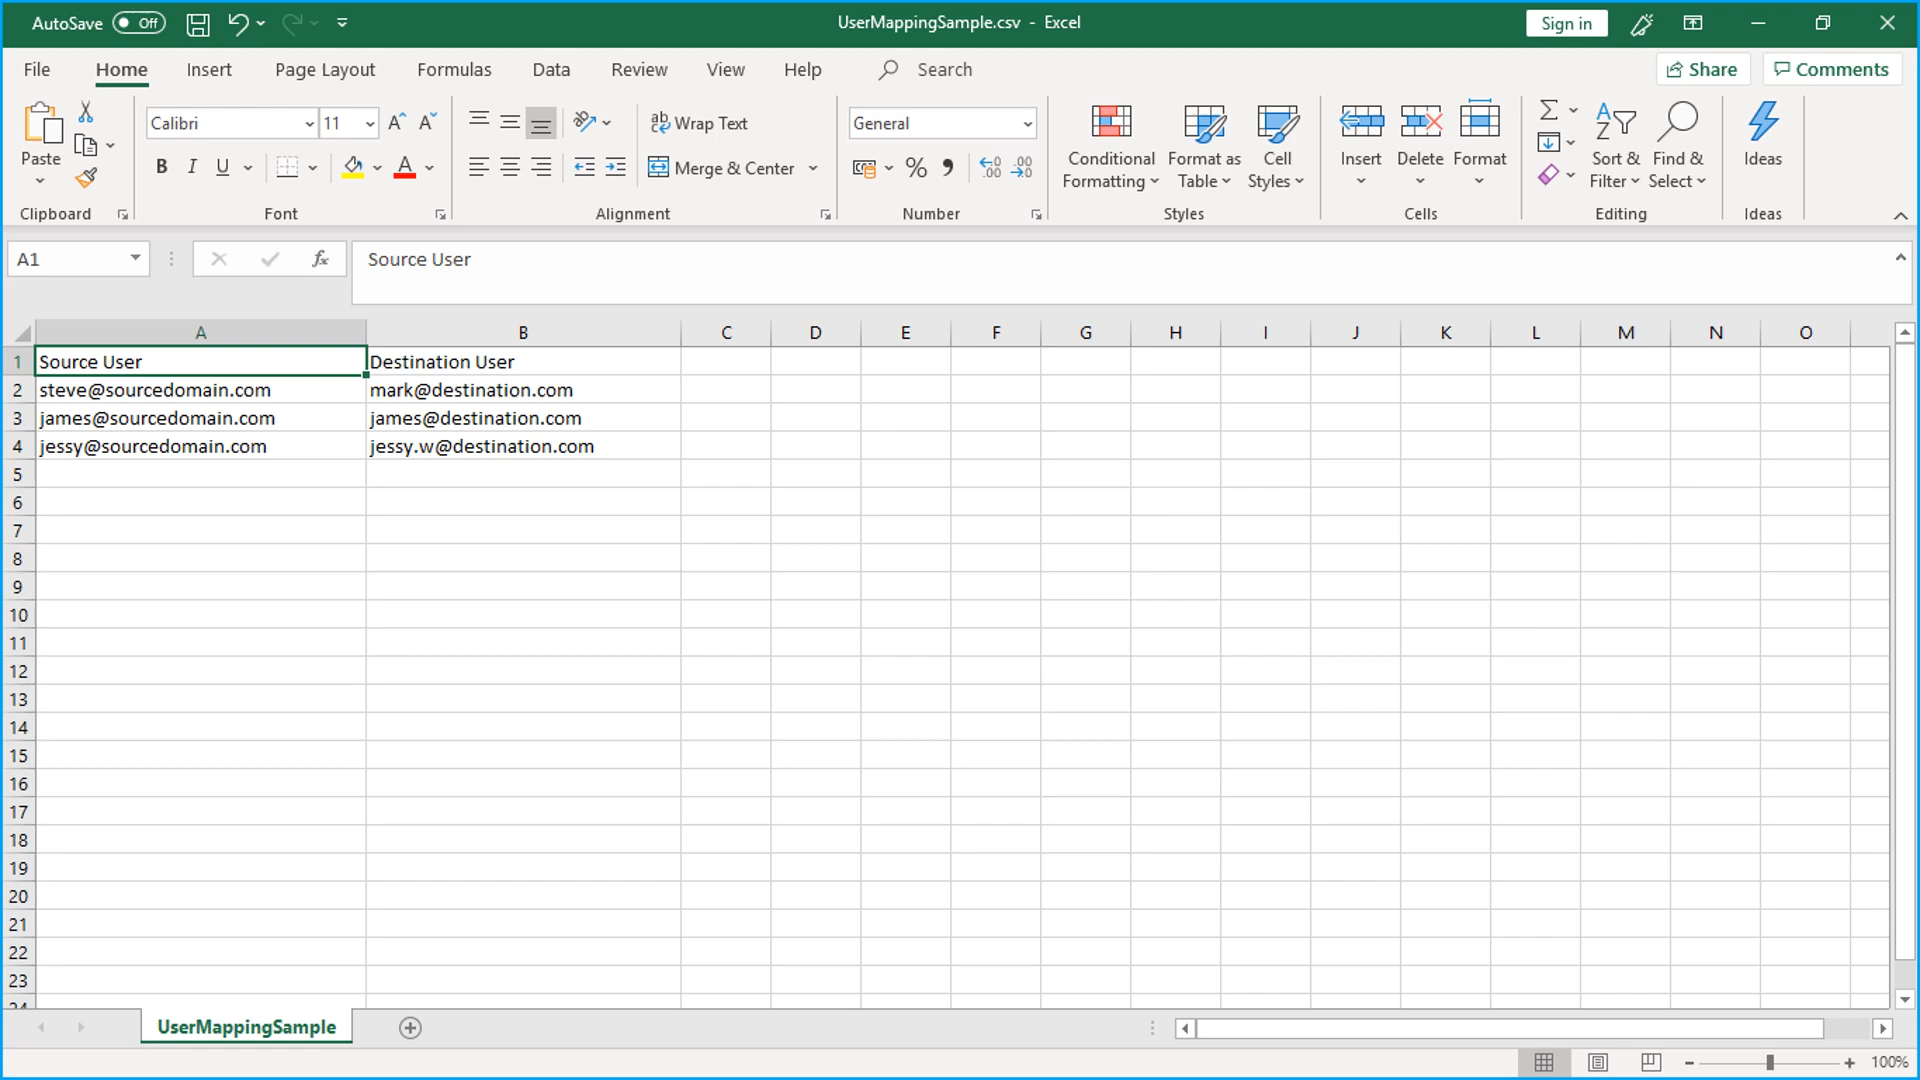 AutoSave Off
UserMappingSample.csv - Excel
Sign in
File Home Insert Page Layout Formulas Data Review View Help Search
Share Comments
Paste
Calibri 11
B I U
Wrap Text
Merge & Center
General
Conditional Formatting
Format as Table
Cell Styles
Insert Delete Format
Sort & Filter
Find & Select
Ideas
Clipboard Font Alignment Number Styles Cells Editing Ideas
A1
fx
Source User
A B C D E F G H I J K L M N O
1 Source User Destination User
2 steve@sourcedomain.com mark@destination.com
3 james@sourcedomain.com james@destination.com
4 jessy@sourcedomain.com jessy.w@destination.com
5
6
7
8
9
10
11
12
13
14
15
16
17
18
19
20
21
22
23
24
UserMappingSample
100%